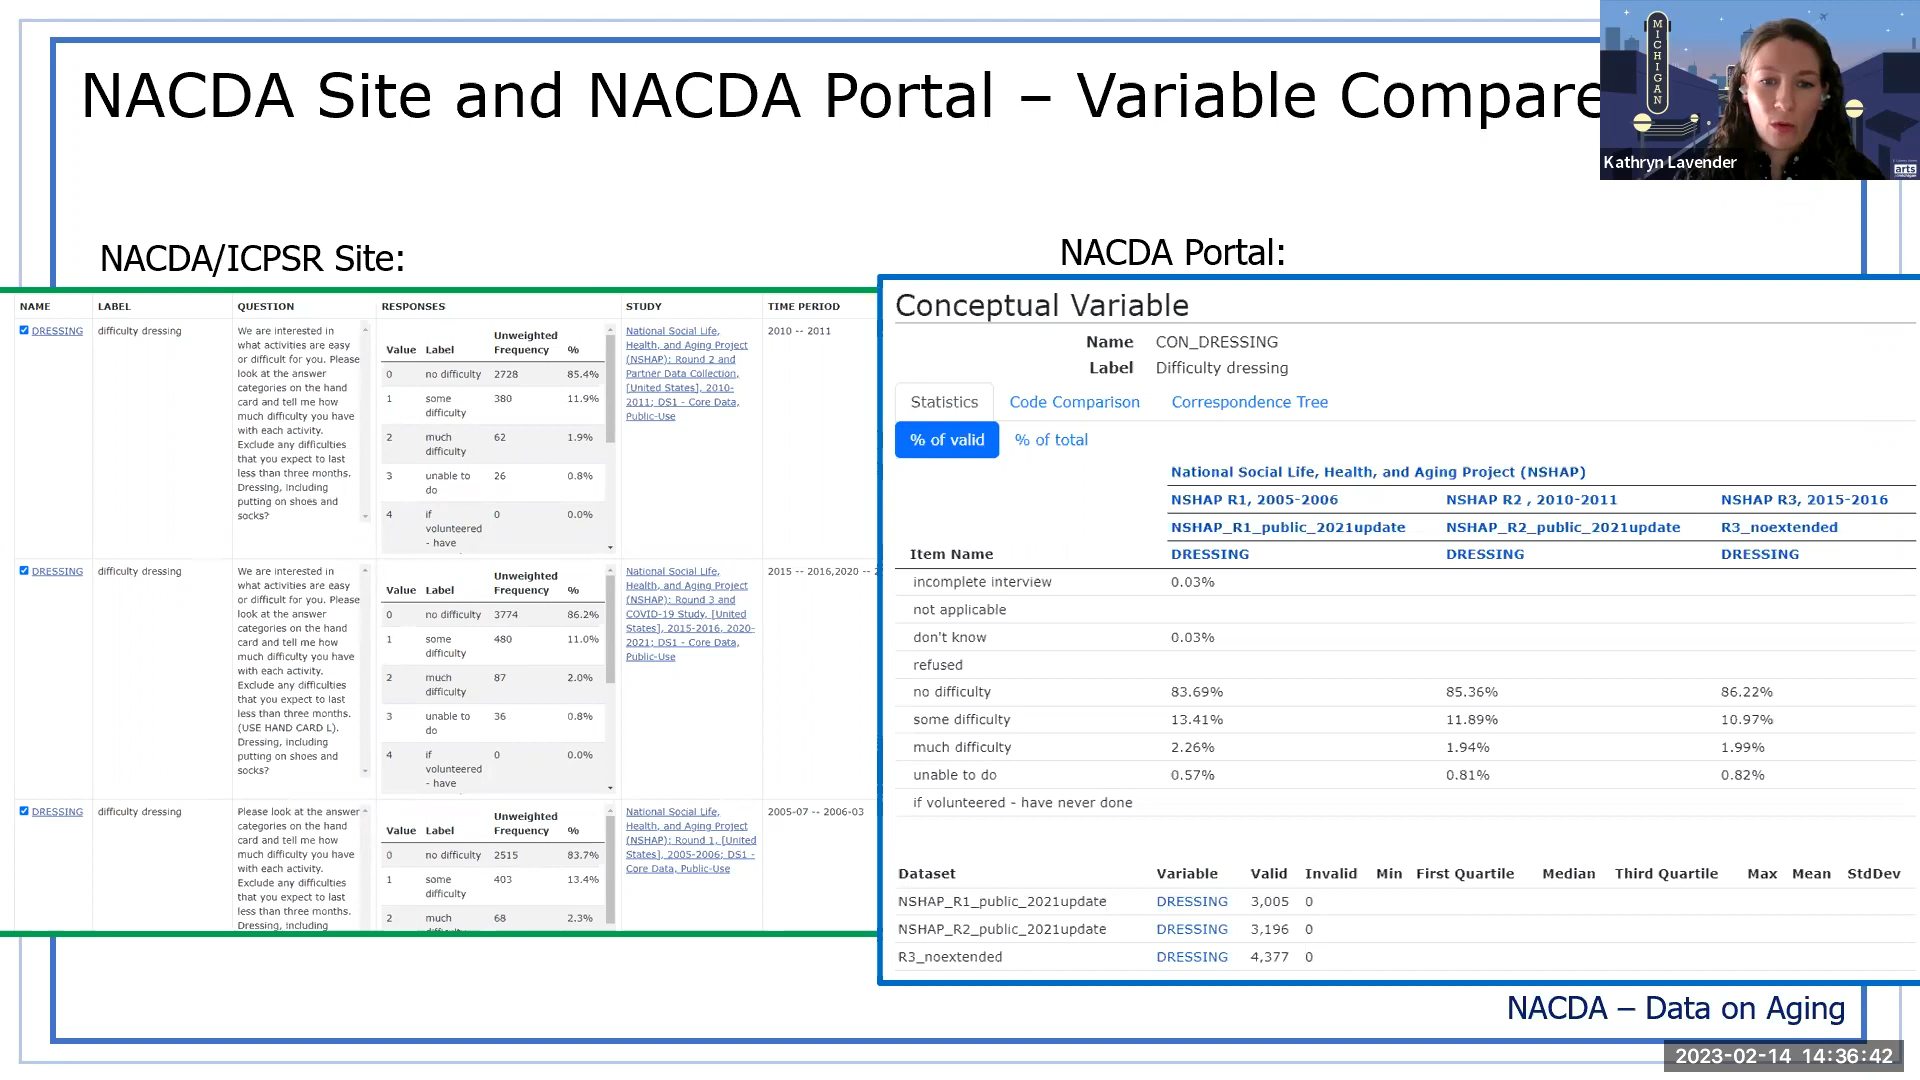 NACDA Site and NACDA Portal – Variable Compare
MICHIGAN
Kathryn Lavender
arts
NACDA/ICPSR Site:
NACDA Portal:
NAME LABEL QUESTION RESPONSES STUDY TIME PERIOD
DRESSING difficulty dressing
We are interested in
what activities are easy
or difficult for you. Please
look at the answer
categories on the hand
card and tell me how
much difficulty you have
with each activity.
Exclude any difficulties
that you expect to last
less than three months.
Dressing, including
putting on shoes and
socks?
Value Label Unweighted Frequency %
0 no difficulty 2728 85.4%
1 some difficulty 380 11.9%
2 much difficulty 62 1.9%
3 unable to do 26 0.8%
4 if volunteered - have 0 0.0%
National Social Life,
Health, and Aging Project
(NSHAP): Round 2 and
Partner Data Collection,
[United States], 2010-
2011; DS1 - Core Data,
Public-Use
2010 -- 2011
DRESSING difficulty dressing
We are interested in
what activities are easy
or difficult for you. Please
look at the answer
categories on the hand
card and tell me how
much difficulty you have
with each activity.
Exclude any difficulties
that you expect to last
less than three months.
(USE HAND CARD L).
Dressing, including
putting on shoes and
socks?
Value Label Unweighted Frequency %
0 no difficulty 3774 86.2%
1 some difficulty 480 11.0%
2 much difficulty 87 2.0%
3 unable to do 36 0.8%
4 if volunteered - have 0 0.0%
National Social Life,
Health, and Aging Project
(NSHAP): Round 3 and
COVID-19 Study, [United
States], 2015-2016, 2020-
2021; DS1 - Core Data,
Public-Use
2015 -- 2016,2020 -- 2
DRESSING difficulty dressing
Please look at the answer
categories on the hand
card and tell me how
much difficulty you have
with each activity.
Exclude any difficulties
that you expect to last
less than three months.
Dressing, including
Value Label Unweighted Frequency %
0 no difficulty 2515 83.7%
1 some difficulty 403 13.4%
2 much 68 2.3%
National Social Life,
Health, and Aging Project
(NSHAP): Round 1, [United
States], 2005-2006; DS1 -
Core Data, Public-Use
2005-07 -- 2006-03
Conceptual Variable
Name CON_DRESSING
Label Difficulty dressing
Statistics Code Comparison Correspondence Tree
% of valid % of total
National Social Life, Health, and Aging Project (NSHAP)
NSHAP R1, 2005-2006 NSHAP R2 , 2010-2011 NSHAP R3, 2015-2016
NSHAP_R1_public_2021update NSHAP_R2_public_2021update R3_noextended
Item Name DRESSING DRESSING DRESSING
incomplete interview 0.03%
not applicable
don't know 0.03%
refused
no difficulty 83.69% 85.36% 86.22%
some difficulty 13.41% 11.89% 10.97%
much difficulty 2.26% 1.94% 1.99%
unable to do 0.57% 0.81% 0.82%
if volunteered - have never done
Dataset Variable Valid Invalid Min First Quartile Median Third Quartile Max Mean StdDev
NSHAP_R1_public_2021update DRESSING 3,005 0
NSHAP_R2_public_2021update DRESSING 3,196 0
R3_noextended DRESSING 4,377 0
NACDA – Data on Aging
2023-02-14 14:36:42